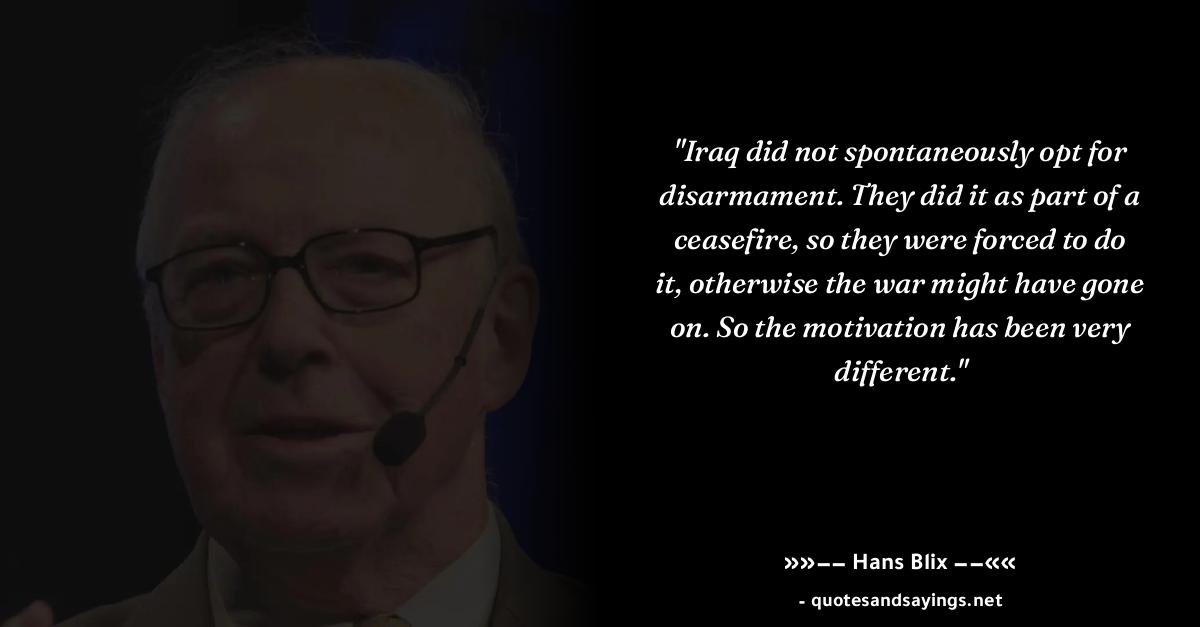 "Iraq did not spontaneously opt for
disarmament. They did it as part of a
ceasefire, so they were forced to do
it, otherwise the war might have gone
on. So the motivation has been very
different."
»»—— Hans Blix ——««
- quotesandsayings.net